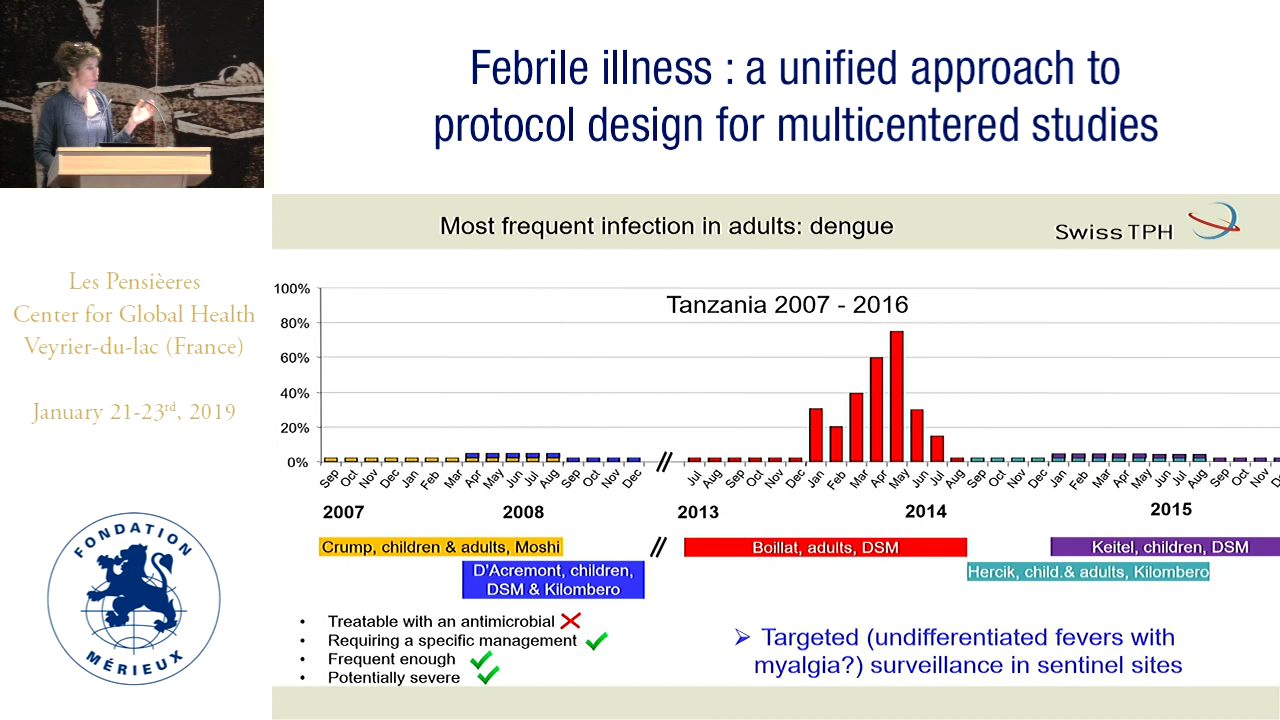 Febrile illness : a unified approach to
protocol design for multicentered studies
Les Pensièeres
Center for Global Health
Veyrier-du-lac (France)
January 21-23rd, 2019
FONDATION
MÉRIEUX
Most frequent infection in adults: dengue
Swiss TPH
Tanzania 2007 - 2016
100%
80%
60%
40%
20%
0%
Sep Oct Nov Dec Jan Feb Mar Apr May Jun Jul Aug Sep Oct Nov Dec // Jul Aug Sep Oct Nov Dec Jan Feb Mar Apr May Jun Jul Aug Sep Oct Nov Dec Jan Feb Mar Apr May Jun Jul Aug Sep Oct Nov
2007 2008 2013 2014 2015
Crump, children & adults, Moshi // Boillat, adults, DSM Keitel, children, DSM
D'Acremont, children,
DSM & Kilombero
Hercik, child.& adults, Kilombero
• Treatable with an antimicrobial
• Requiring a specific management
• Frequent enough
• Potentially severe
Targeted (undifferentiated fevers with
myalgia?) surveillance in sentinel sites